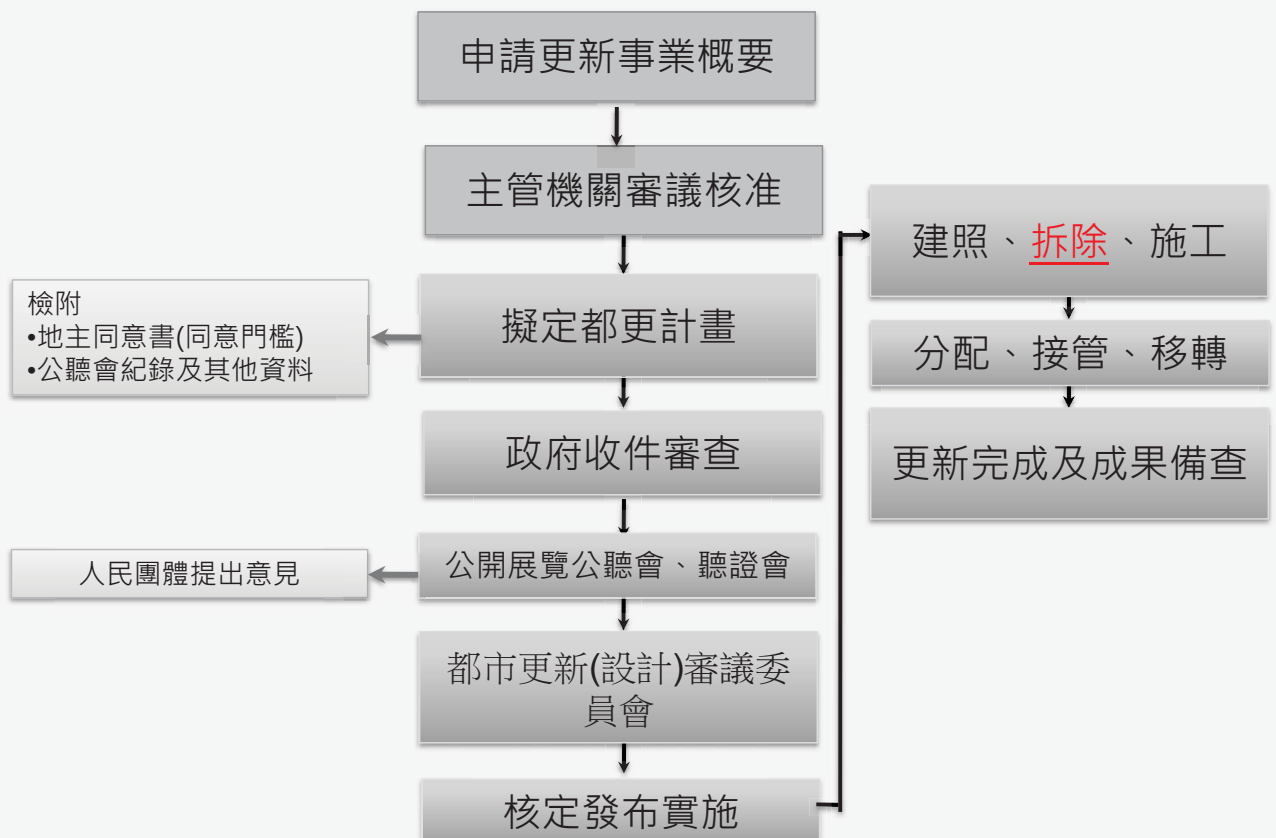 申請更新事業概要
主管機關審議核准
擬定都更計畫
檢附
•地主同意書(同意門檻)
•公聽會紀錄及其他資料
政府收件審查
公開展覽公聽會、聽證會
人民團體提出意見
都市更新(設計)審議委
員會
核定發布實施
建照、拆除、施工
分配、接管、移轉
更新完成及成果備查